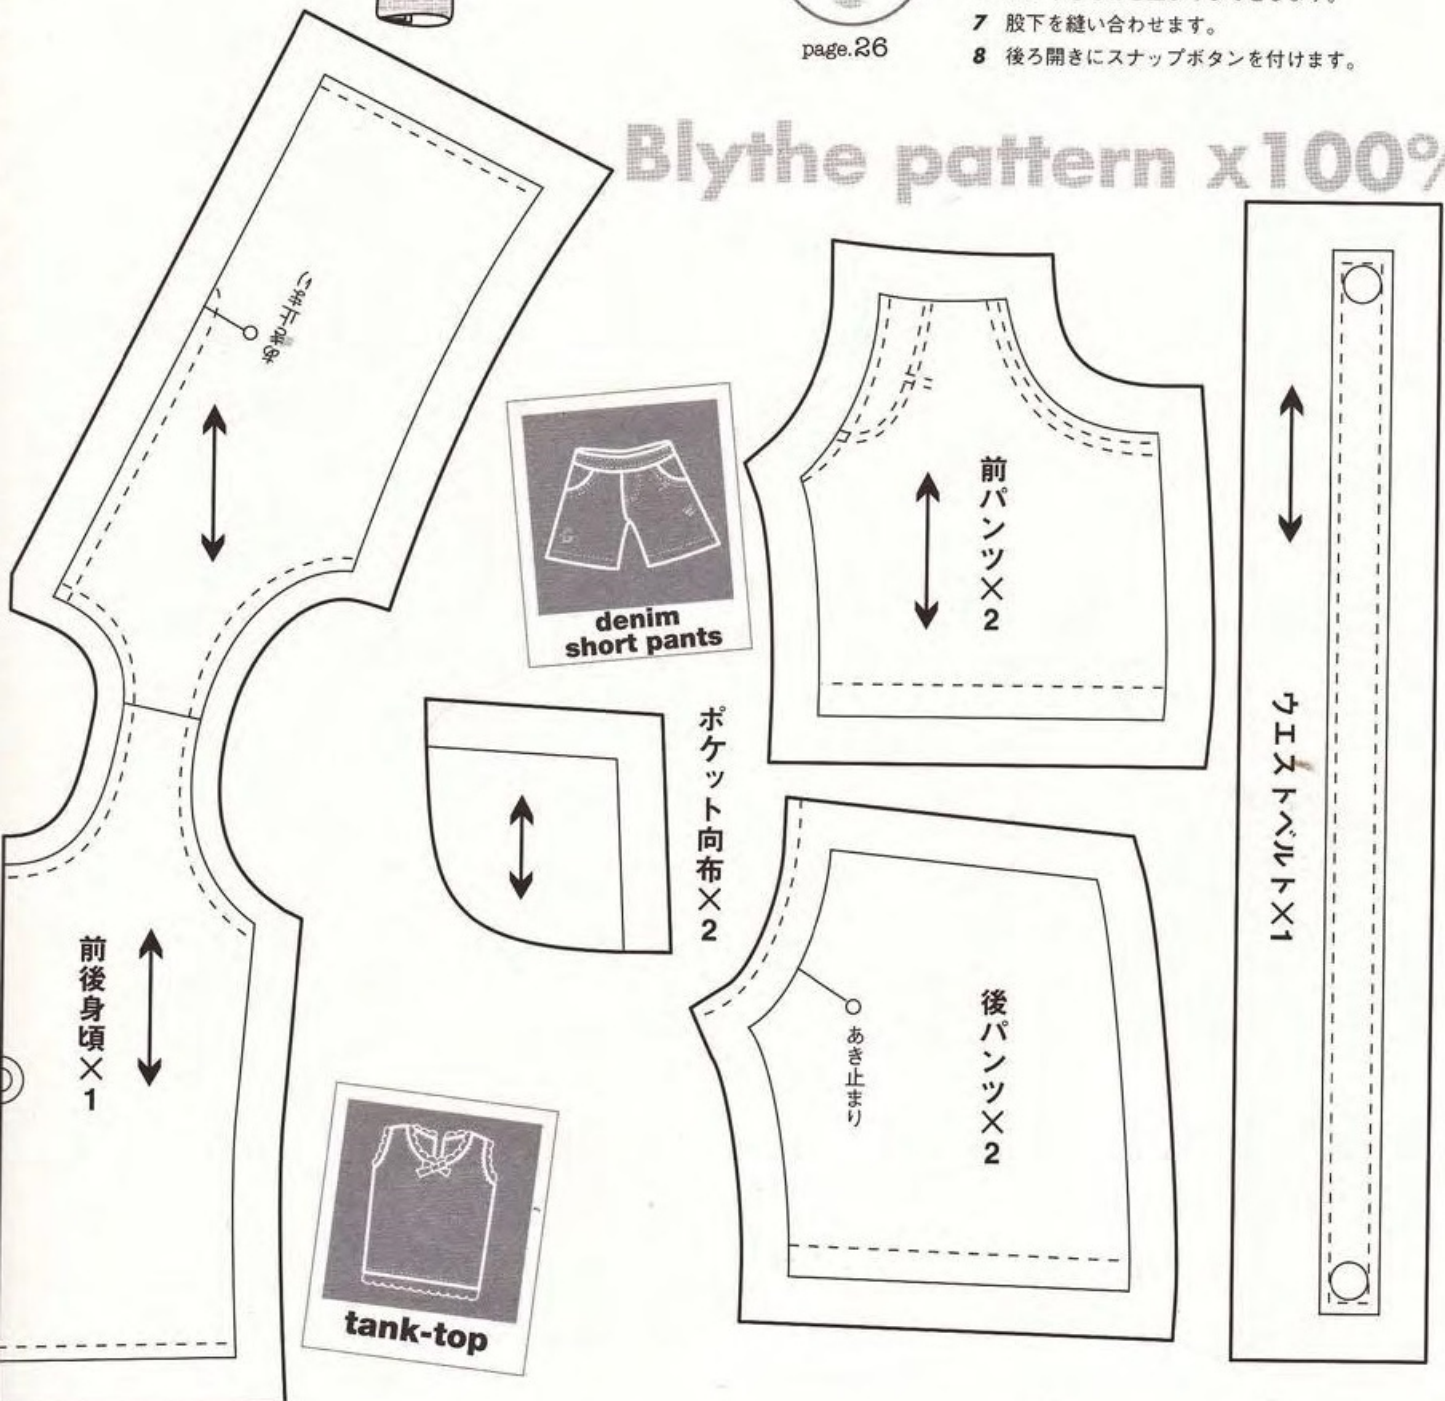 page.26
7 股下を縫い合わせます。
8 後ろ開きにスナップボタンを付けます。
Blythe pattern x100%
あき止まり
前パンツ×2
denim
short pants
ポケット向布×2
ウエストベルト×1
前後身頃×1
あき止まり
後パンツ×2
tank-top